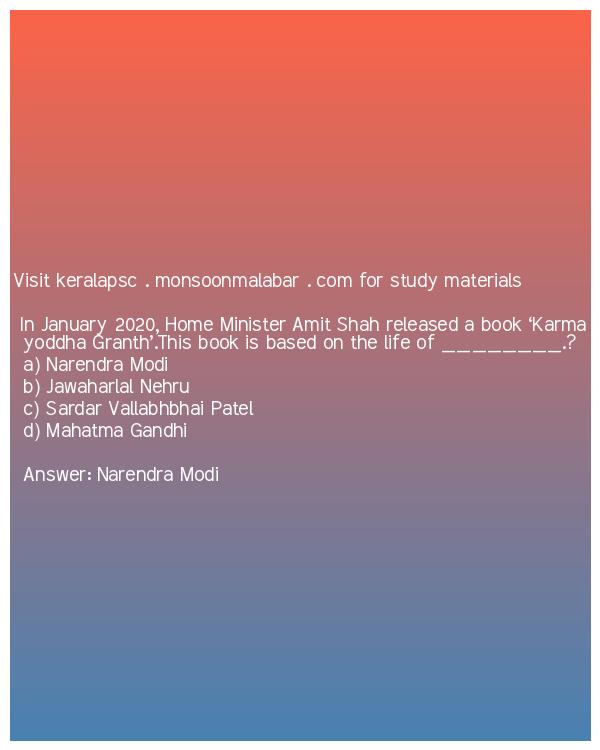 Visit keralapsc . monsoonmalabar . com for study materials
In January 2020, Home Minister Amit Shah released a book ‘Karma
yoddha Granth’.This book is based on the life of ________.?
a) Narendra Modi
b) Jawaharlal Nehru
c) Sardar Vallabhbhai Patel
d) Mahatma Gandhi
Answer: Narendra Modi